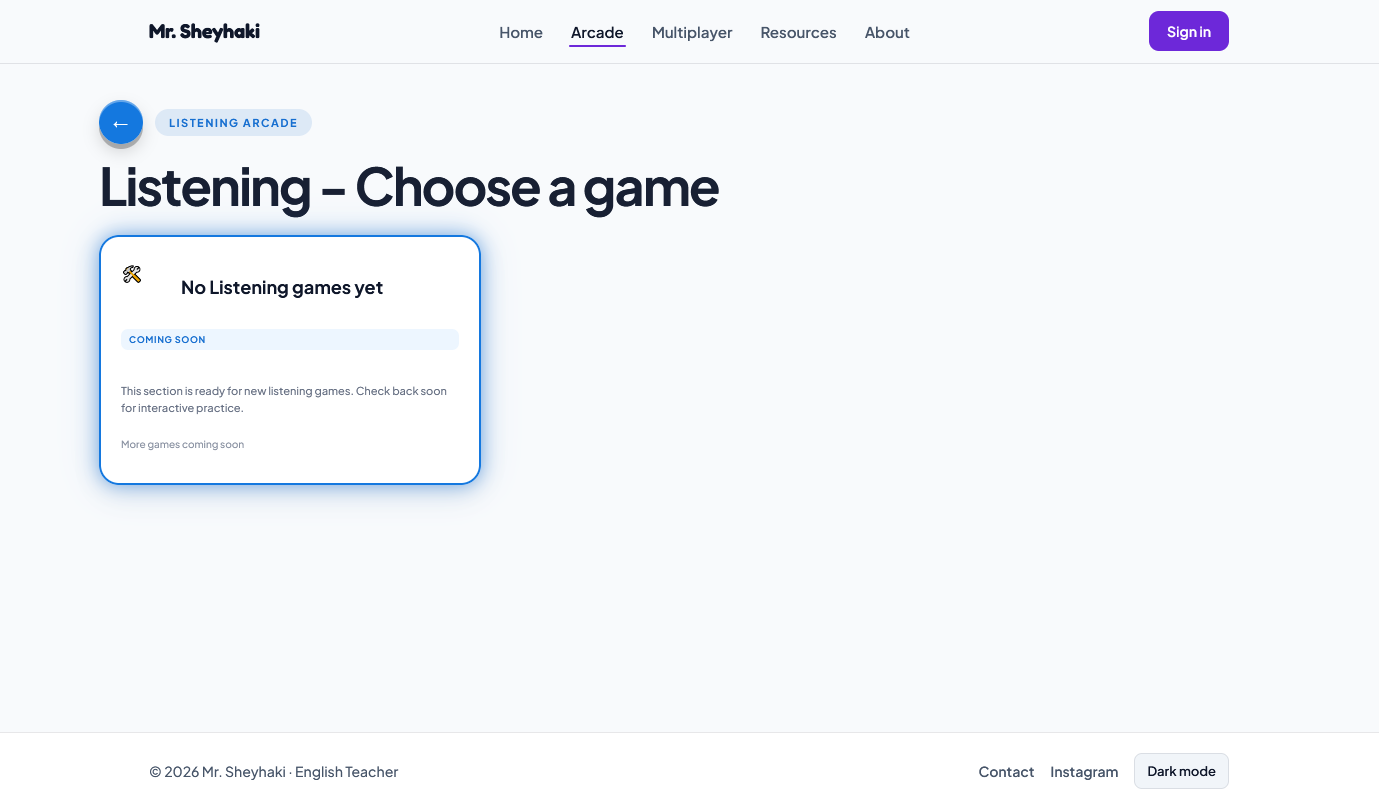 Mr. Sheyhaki
Home Arcade Multiplayer Resources About
Sign in
←
LISTENING ARCADE
Listening – Choose a game
No Listening games yet
COMING SOON
This section is ready for new listening games. Check back soon
for interactive practice.
More games coming soon
© 2026 Mr. Sheyhaki · English Teacher
Contact Instagram Dark mode